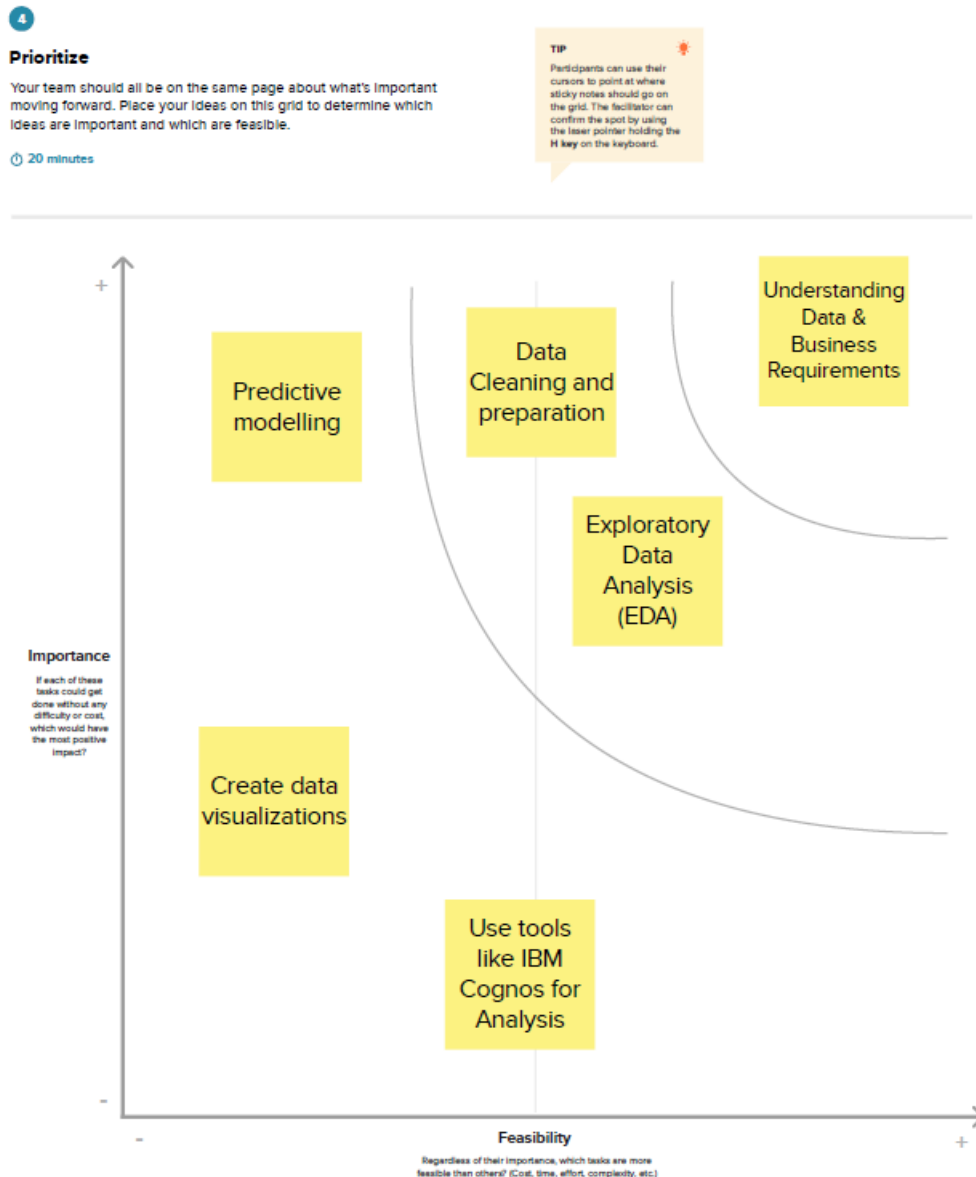 4
Prioritize
Your team should all be on the same page about what's important
moving forward. Place your ideas on this grid to determine which
ideas are important and which are feasible.
20 minutes
TIP
Participants can use their
cursors to point at where
sticky notes should go on
the grid. The facilitator can
confirm the spot by using
the laser pointer holding the
H key on the keyboard.
+
Understanding
Data &
Business
Requirements
Data
Cleaning and
preparation
Predictive
modelling
Exploratory
Data
Analysis
(EDA)
Importance
If each of these
tasks could get
done without any
difficulty or cost,
which would have
the most positive
impact?
Create data
visualizations
Use tools
like IBM
Cognos for
Analysis
-
-
Feasibility
+
Regardless of their importance, which tasks are more
feasible than others? (Cost, time, effort, complexity, etc.)